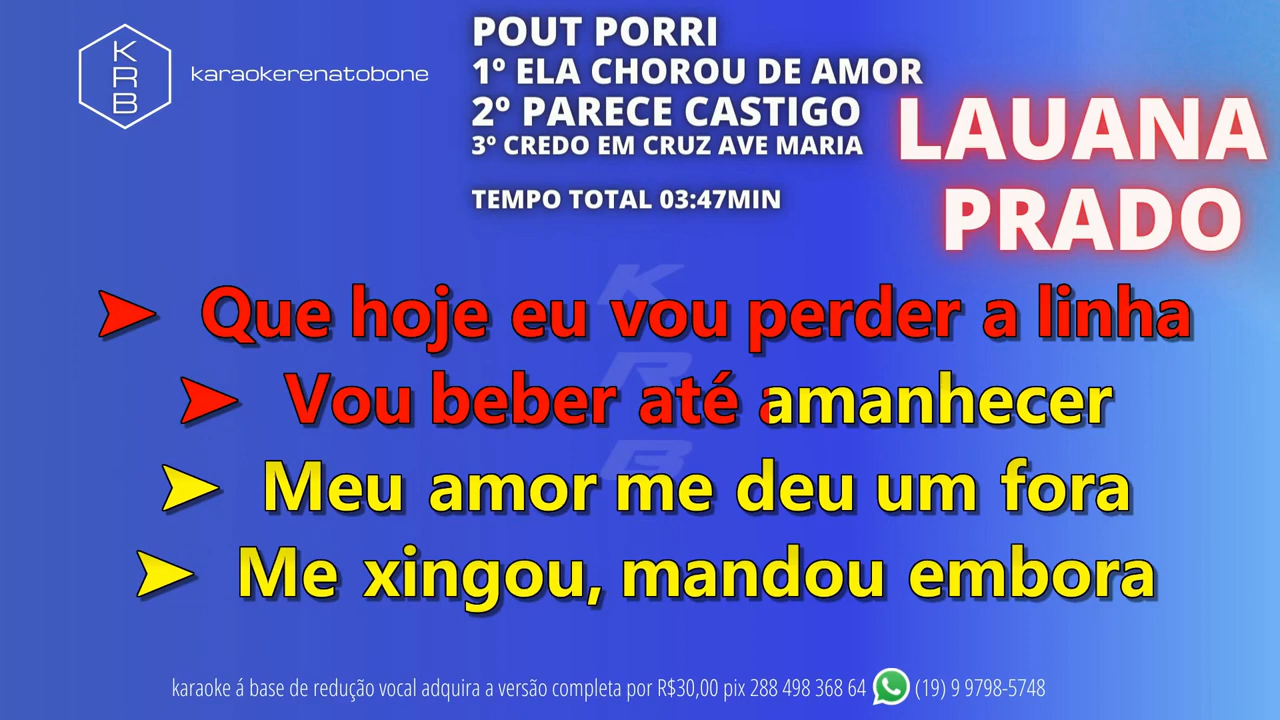 KRB
karaokerenatobone
POUT PORRI
1º ELA CHOROU DE AMOR
2º PARECE CASTIGO
3º CREDO EM CRUZ AVE MARIA
TEMPO TOTAL 03:47MIN
LAUANA
PRADO
➤ Que hoje eu vou perder a linha
➤ Vou beber até amanhecer
➤ Meu amor me deu um fora
➤ Me xingou, mandou embora
KRB
karaoke á base de redução vocal adquira a versão completa por R$30,00 pix 288 498 368 64 (19) 9 9798-5748